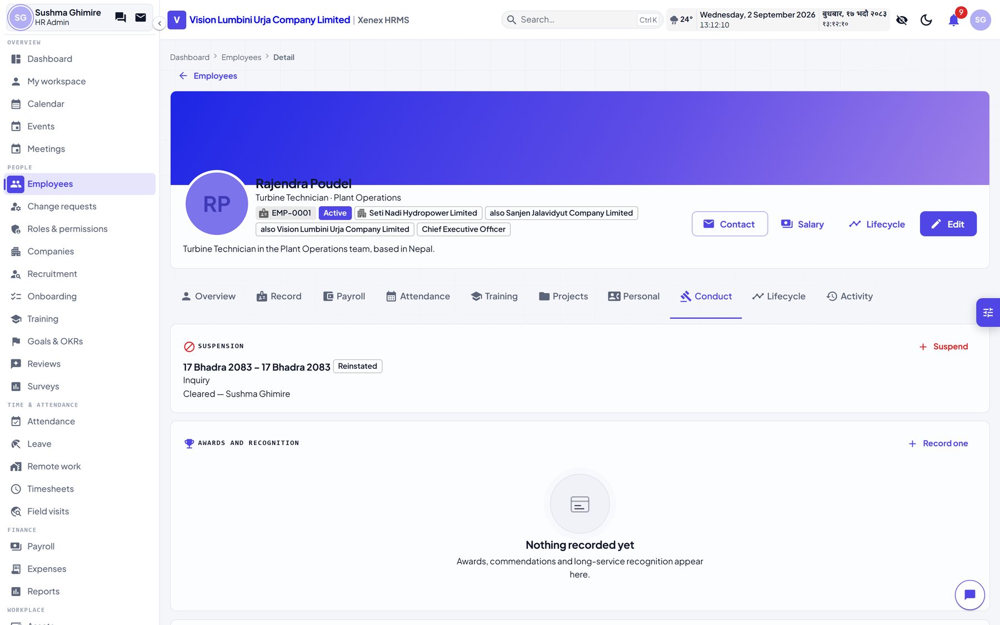 SG
Sushma Ghimire
HR Admin
V
Vision Lumbini Urja Company Limited | Xenex HRMS
Search...
Ctrl K
24°
Wednesday, 2 September 2026
13:12:10
बुधबार, १७ भदौ २०८३
१३:१२:१०
9
SG
OVERVIEW
Dashboard
My workspace
Calendar
Events
Meetings
PEOPLE
Employees
Change requests
Roles & permissions
Companies
Recruitment
Onboarding
Training
Goals & OKRs
Reviews
Surveys
TIME & ATTENDANCE
Attendance
Leave
Remote work
Timesheets
Field visits
FINANCE
Payroll
Expenses
Reports
WORKPLACE
Dashboard > Employees > Detail
Employees
RP
Rajendra Poudel
Turbine Technician · Plant Operations
EMP-0001
Active
Seti Nadi Hydropower Limited
also Sanjen Jalavidyut Company Limited
also Vision Lumbini Urja Company Limited
Chief Executive Officer
Contact
Salary
Lifecycle
Edit
Turbine Technician in the Plant Operations team, based in Nepal.
Overview
Record
Payroll
Attendance
Training
Projects
Personal
Conduct
Lifecycle
Activity
SUSPENSION
+ Suspend
17 Bhadra 2083 – 17 Bhadra 2083
Reinstated
Inquiry
Cleared — Sushma Ghimire
AWARDS AND RECOGNITION
+ Record one
Nothing recorded yet
Awards, commendations and long-service recognition appear
here.